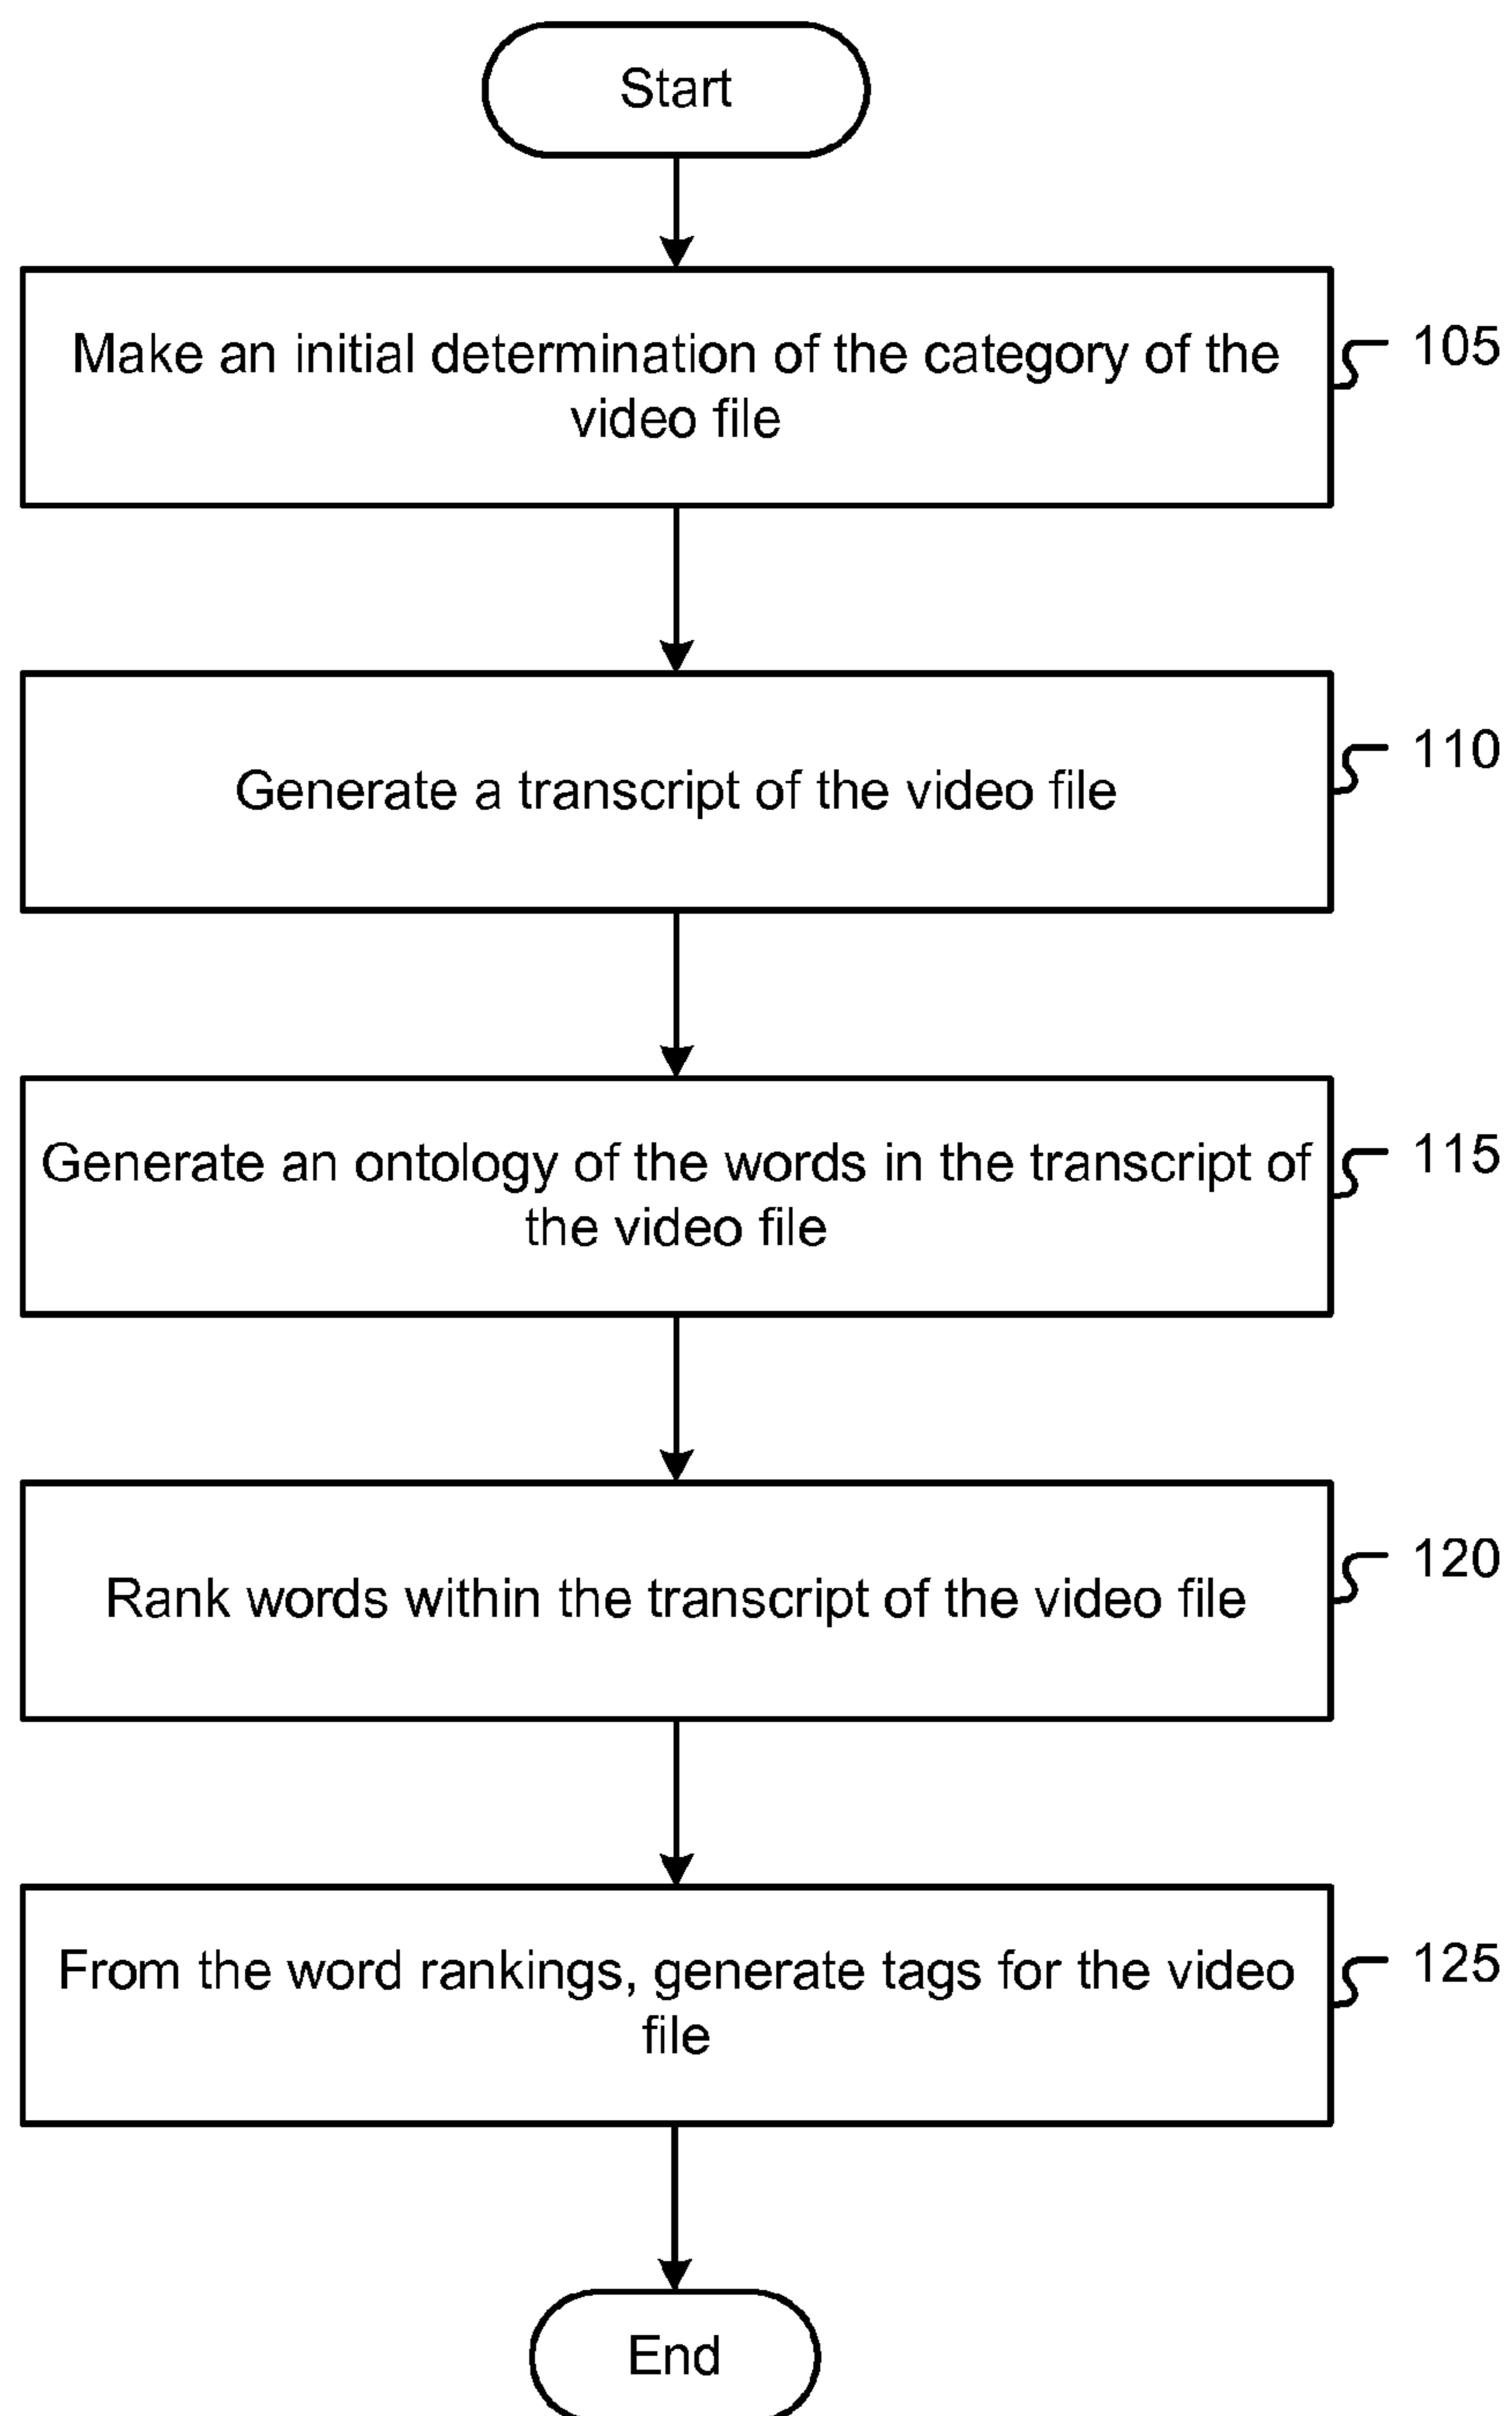 Start
Make an initial determination of the category of the
video file
105
Generate a transcript of the video file
110
Generate an ontology of the words in the transcript of
the video file
115
Rank words within the transcript of the video file
120
From the word rankings, generate tags for the video
file
125
End